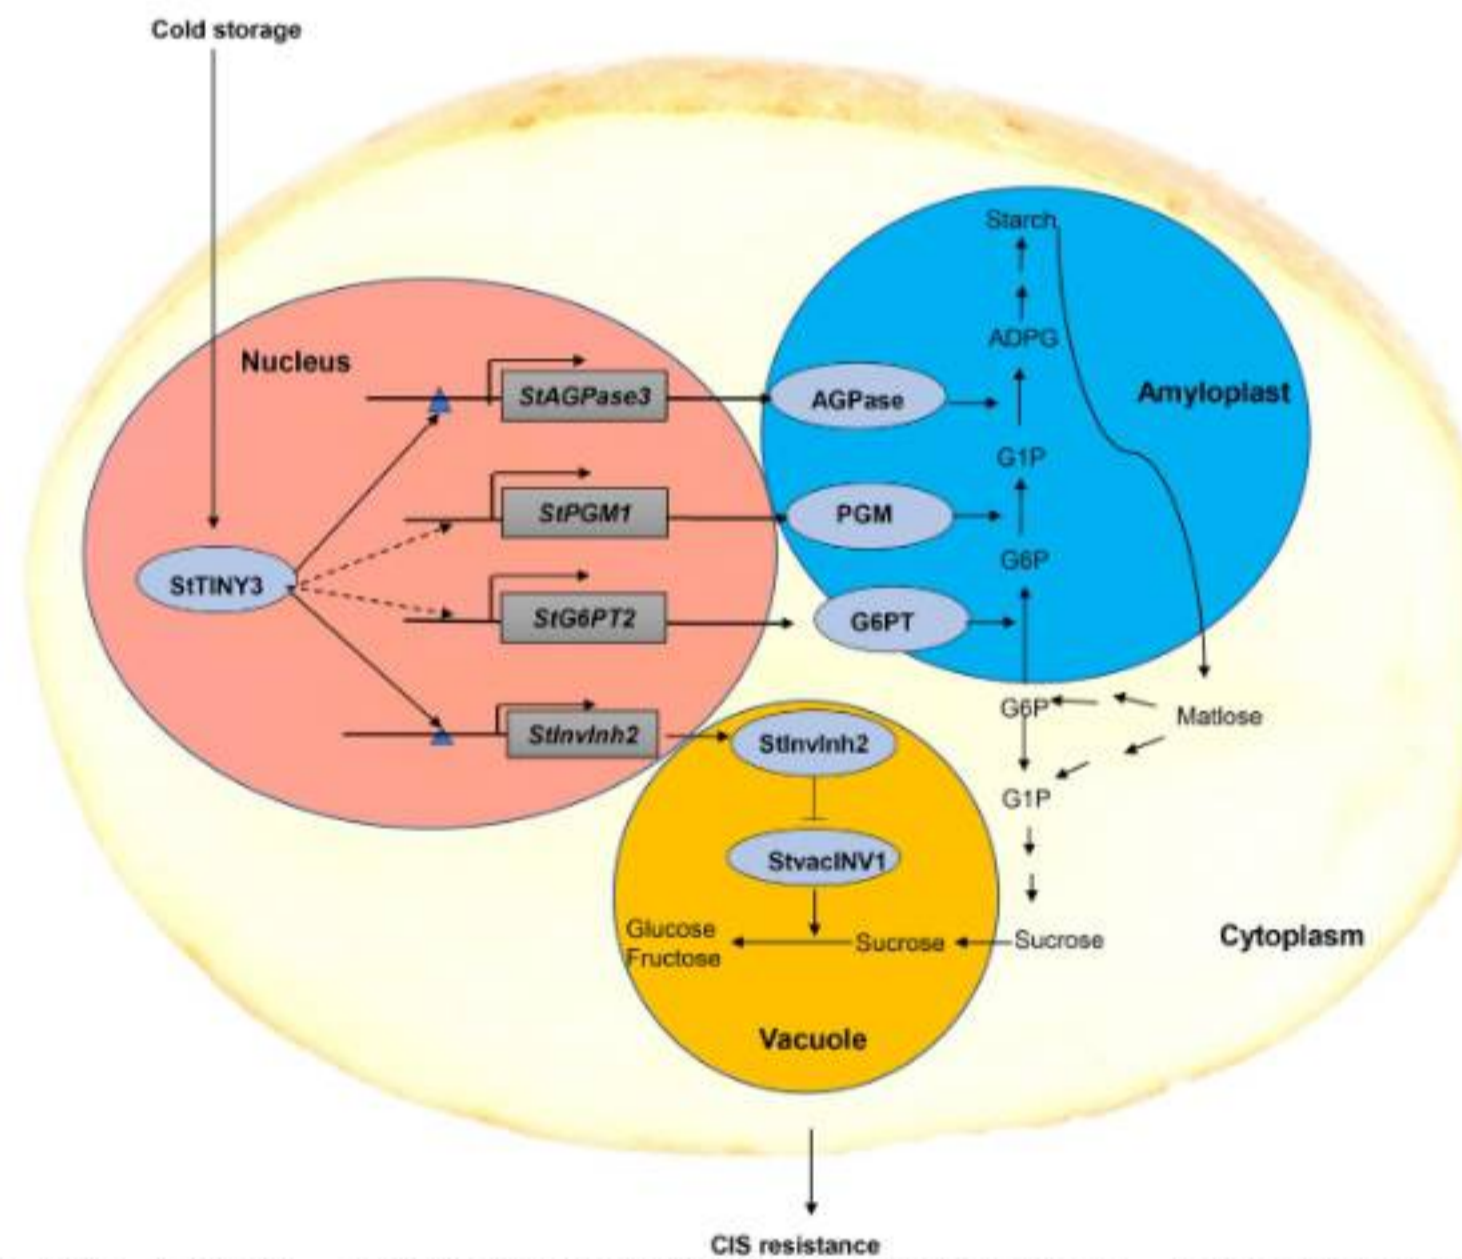 Cold storage
Starch
Nucleus
ADPG
StAGPase3
AGPase
Amyloplast
G1P
StPGM1
PGM
G6P
StTINY3
StG6PT2
G6PT
G6P
Matlose
StInvInh2
StInvInh2
G1P
StvacINV1
Glucose
Fructose
Sucrose
Sucrose
Cytoplasm
Vacuole
CIS resistance